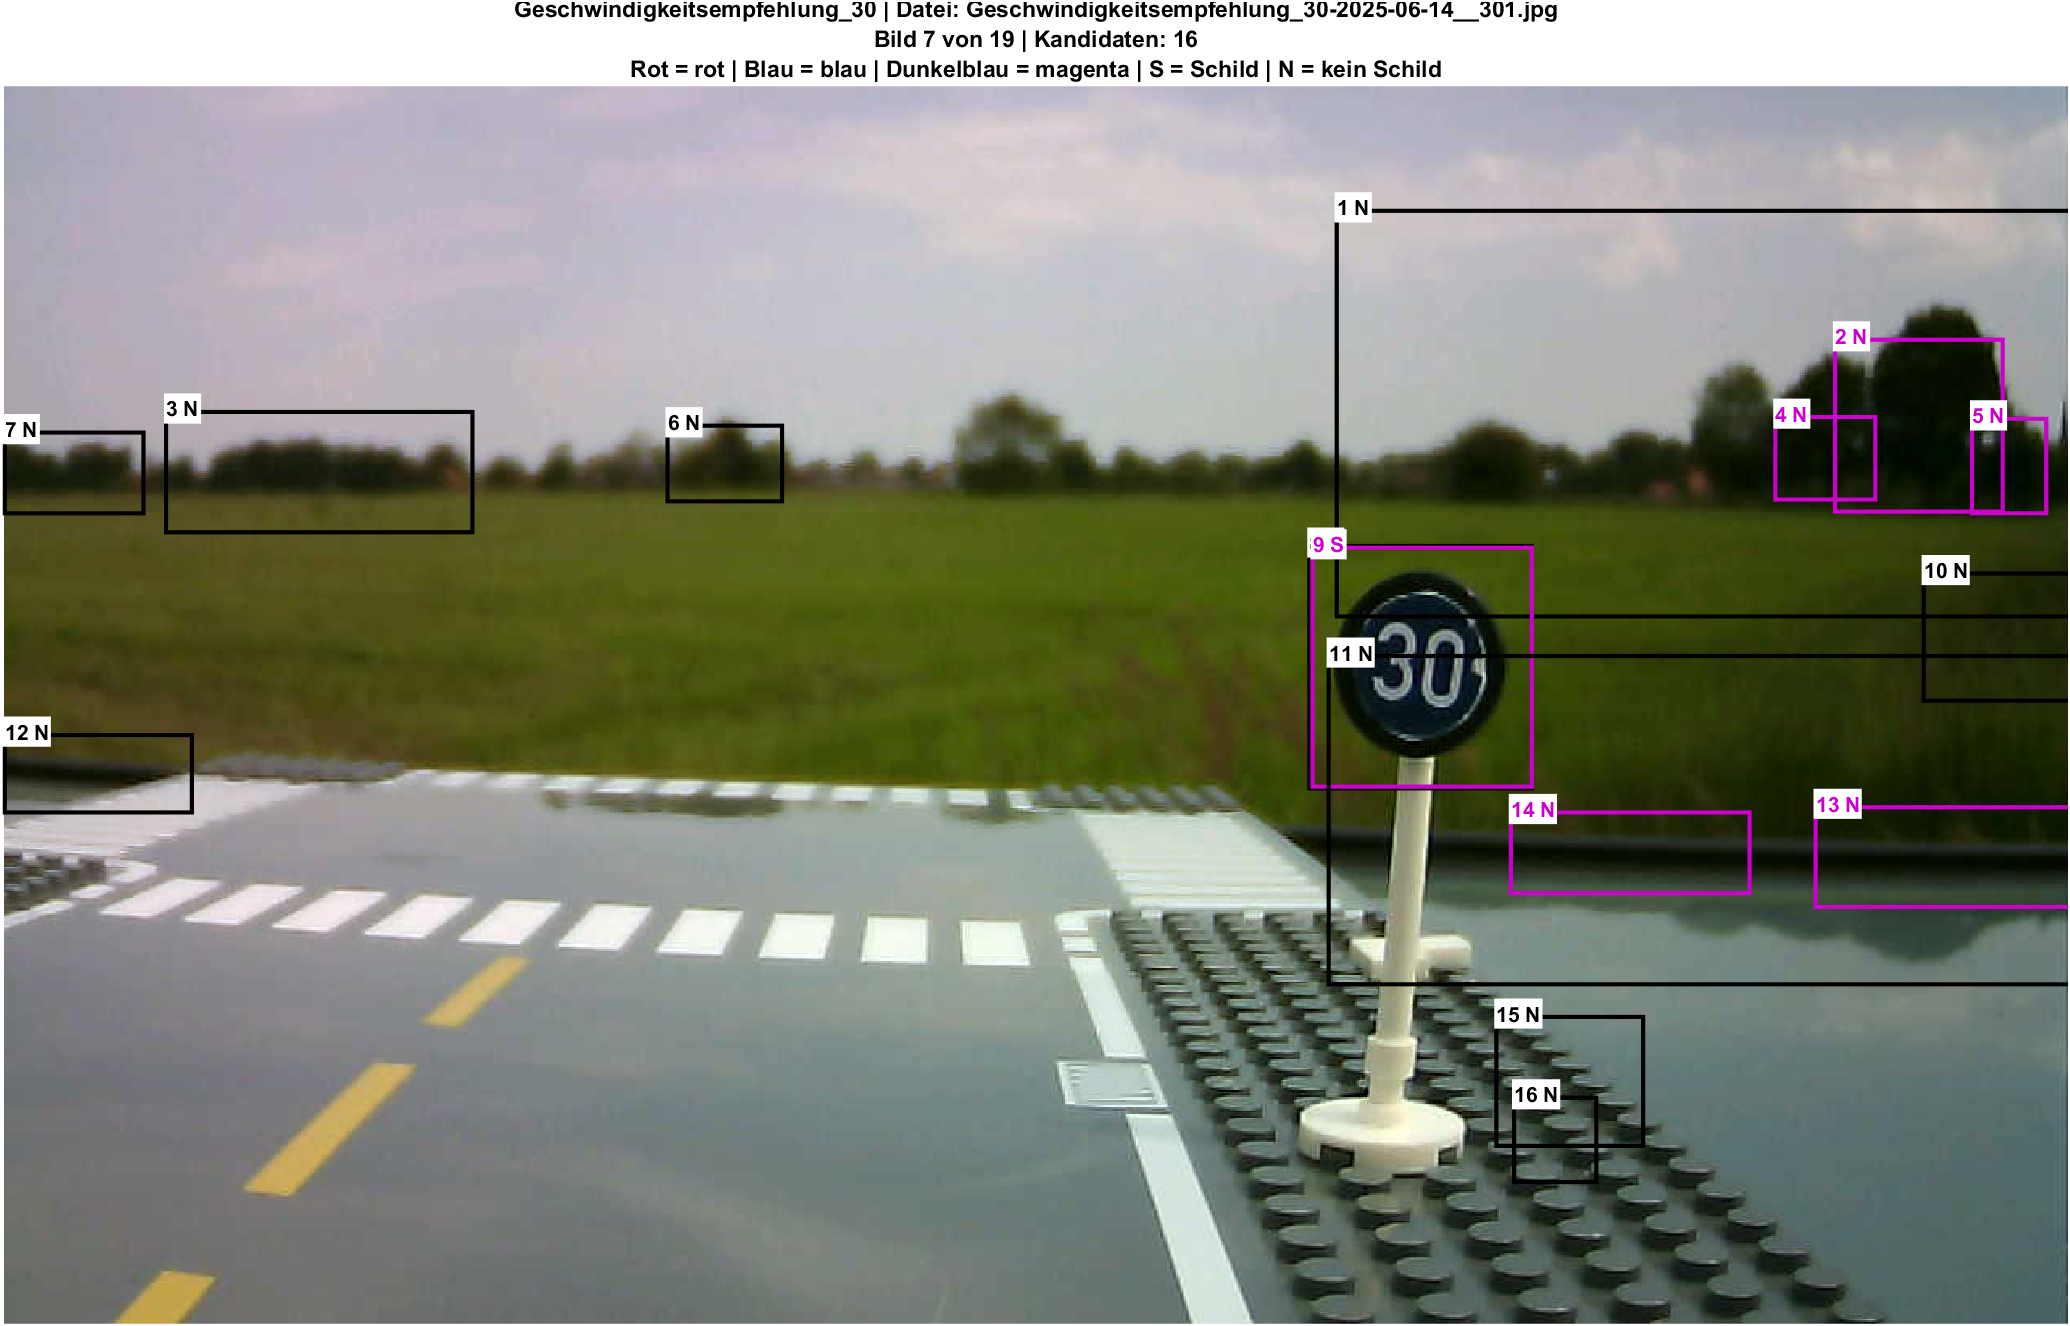 Geschwindigkeitsempfehlung_30 | Datei: Geschwindigkeitsempfehlung_30-2025-06-14__301.jpg
Bild 7 von 19 | Kandidaten: 16
Rot = rot | Blau = blau | Dunkelblau = magenta | S = Schild | N = kein Schild
1 N
2 N
3 N
4 N
5 N
6 N
7 N
9 S
10 N
30
11 N
12 N
13 N
14 N
15 N
16 N